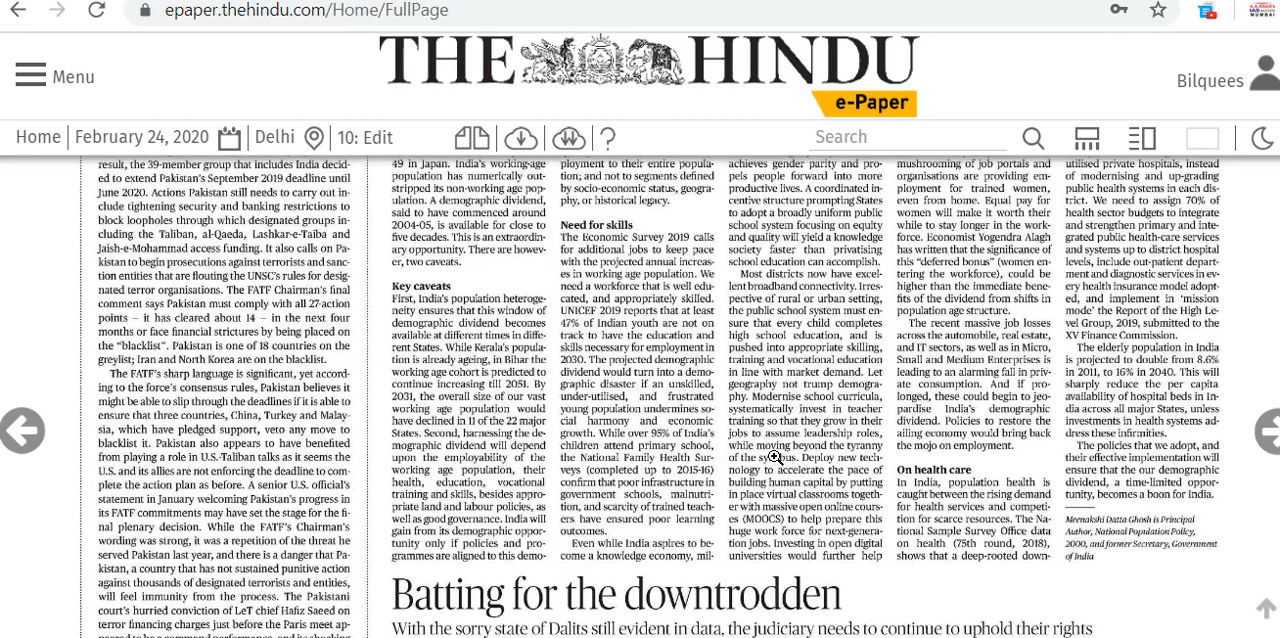 epaper.thehindu.com/Home/FullPage
Menu
THE HINDU
e-Paper
Bilquees
Home | February 24, 2020
Delhi
10: Edit
Search
result, the 39-member group that includes India decid-
ed to extend Pakistan's September 2019 deadline until
June 2020. Actions Pakistan still needs to carry out in-
clude tightening security and banking restrictions to
block loopholes through which designated groups in-
cluding the Taliban, al-Qaeda, Lashkar-e-Taiba and
Jaish-e-Mohammad access funding. It also calls on Pa-
kistan to begin prosecutions against terrorists and sanc-
tion entities that are flouting the UNSC's rules for desig-
nated terror organisations. The FATF Chairman's final
comment says Pakistan must comply with all 27-action
points – it has cleared about 14 – in the next four
months or face financial strictures by being placed on
the "blacklist". Pakistan is one of 18 countries on the
greylist; Iran and North Korea are on the blacklist.
The FATF's sharp language is significant, yet accord-
ing to the force's consensus rules, Pakistan believes it
might be able to slip through the deadlines if it is able to
ensure that three countries, China, Turkey and Malay-
sia, which have pledged support, veto any move to
blacklist it. Pakistan also appears to have benefited
from playing a role in U.S.-Taliban talks as it seems the
U.S. and its allies are not enforcing the deadline to com-
plete the action plan as before. A senior U.S. official's
statement in January welcoming Pakistan's progress in
its FATF commitments may have set the stage for the fi-
nal plenary decision. While the FATF's Chairman's
wording was strong, it was a repetition of the threat he
served Pakistan last year, and there is a danger that Pa-
kistan, a country that has not sustained punitive action
against thousands of designated terrorists and entities,
will feel immunity from the process. The Pakistani
court's hurried conviction of LeT chief Hafiz Saeed on
terror financing charges just before the Paris meet ap-
49 in Japan. India's working-age
population has numerically out-
stripped its non-working age pop-
ulation. A demographic dividend,
said to have commenced around
2004-05, is available for close to
five decades. This is an extraordin-
ary opportunity. There are howev-
er, two caveats.
Key caveats
First, India's population heteroge-
neity ensures that this window of
demographic dividend becomes
available at different times in differ-
ent States. While Kerala's popula-
tion is already ageing, in Bihar the
working age cohort is predicted to
continue increasing till 2051. By
2031, the overall size of our vast
working age population would
have declined in 11 of the 22 major
States. Second, harnessing the de-
mographic dividend will depend
upon the employability of the
working age population, their
health, education, vocational
training and skills, besides appro-
priate land and labour policies, as
well as good governance. India will
gain from its demographic oppor-
tunity only if policies and pro-
grammes are aligned to this demo-
ployment to their entire popula-
tion; and not to segments defined
by socio-economic status, geogra-
phy, or historical legacy.
Need for skills
The Economic Survey 2019 calls
for additional jobs to keep pace
with the projected annual increas-
es in working age population. We
need a workforce that is well edu-
cated, and appropriately skilled.
UNICEF 2019 reports that at least
47% of Indian youths are not on
track to have the education and
skills necessary for employment in
2030. The projected demographic
dividend would turn into a demo-
graphic disaster if an unskilled,
under-utilised, and frustrated
young population undermines so-
cial harmony and economic
growth. While over 95% of India's
children attend primary school,
the National Family Health Sur-
veys (completed up to 2015-16)
confirm that poor infrastructure in
government schools, malnutri-
tion, and scarcity of trained teach-
ers have ensured poor learning
outcomes.
Even while India aspires to be-
come a knowledge economy, mil-
achieves gender parity and pro-
pels people forward into more
productive lives. A coordinated in-
centive structure prompting States
to adopt a broadly uniform public
school system focusing on equity
and quality will yield a knowledge
society faster than privatising
school education can accomplish.
Most districts now have excel-
lent broadband connectivity. Irres-
pective of rural or urban setting,
the public school system must en-
sure that every child completes
high school education, and is
pushed into appropriate skilling,
training and vocational education
in line with market demand. Let
geography not trump demogra-
phy. Modernise school curricula,
systematically invest in teacher
training so that they grow in their
jobs to assume leadership roles,
while moving beyond the tyranny
of the
Deploy new tech-
nology to accelerate the pace of
building human capital by putting
in place virtual classrooms togeth-
er with massive open online cours-
es (MOOCS) to help prepare this
huge work force for next-genera-
tion jobs. Investing in open digital
universities would further help
mushrooming of job portals and
organisations are providing em-
ployment for trained women,
even from home. Equal pay for
women will make it worth their
while to stay longer in the work-
force. Economist Yogendra Alagh
has written that the significance of
this "deferred bonus" (women en-
tering the workforce), could be
higher than the immediate bene-
fits of the dividend from shifts in
population age structure.
The recent massive job losses
across the automobile, real estate,
and IT sectors, as well as in Micro,
Small and Medium Enterprises is
leading to an alarming fall in priv-
ate consumption. And if pro-
longed, these could begin to jeo-
pardise India's demographic
dividend. Policies to restore the
ailing economy would bring back
the mojo on employment.
On health care
In India, population health is
caught between the rising demand
for health services and competi-
tion for scarce resources. The Na-
tional Sample Survey Office data
on health (75th round, 2018),
shows that a deep-rooted down-
utilised private hospitals, instead
of modernising and up-grading
public health systems in each dis-
trict. We need to assign 70% of
health sector budgets to integrate
and strengthen primary and inte-
grated public health-care services
and systems up to district hospital
levels, include out-patient depart-
ment and diagnostic services in ev-
ery health insurance model adopt-
ed, and implement in 'mission
mode' the Report of the High Le-
vel Group, 2019, submitted to the
XV Finance Commission.
The elderly population in India
is projected to double from 8.6%
in 2011, to 16% in 2040. This will
sharply reduce the per capita
availability of hospital beds in In-
dia across all major States, unless
investments in health systems ad-
dress these infirmities.
The policies that we adopt, and
their effective implementation will
ensure that the our demographic
dividend, a time-limited oppor-
tunity, becomes a boon for India.
Meenakshi Datta Ghosh is Principal
Author, National Population Policy,
2000, and former Secretary, Government
of India
Batting for the downtrodden
With the sorry state of Dalits still evident in data, the judiciary needs to continue to uphold their rights